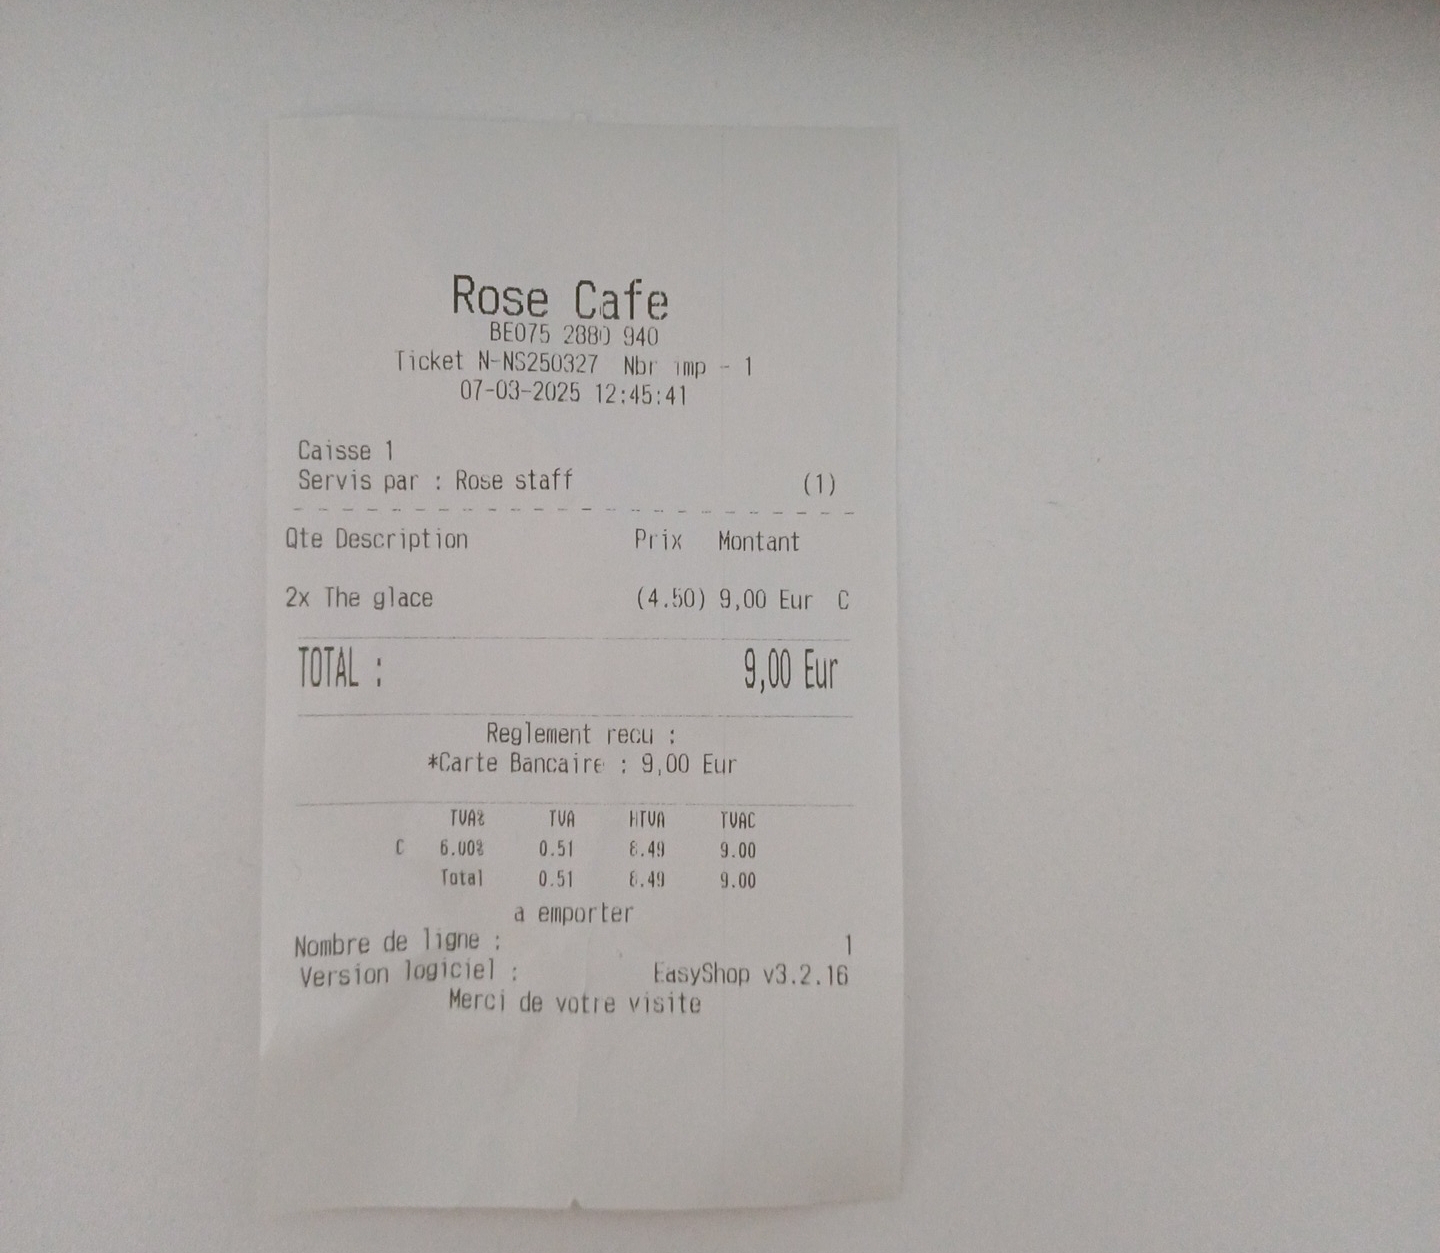 Rose Cafe
BE075 2880 940
Ticket N-NS250327 Nbr imp - 1
07-03-2025 12:45:41
Caisse 1
Servis par : Rose staff (1)
Qte Description Prix Montant
2x The glace (4.50) 9,00 Eur C
TOTAL : 9,00 Eur
Reglement recu :
*Carte Bancaire : 9,00 Eur
TVA% TVA HTVA TVAC
C 6.00% 0.51 8.49 9.00
Total 0.51 8.49 9.00
a emporter
Nombre de ligne : 1
Version logiciel : EasyShop v3.2.16
Merci de votre visite